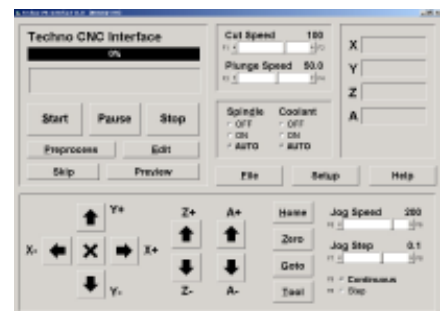 Techno CNC Interface
0%
Start Pause Stop
Preprocess Edit
Skip Preview
Cut Speed 100
Plunge Speed 50.0
Spindle Coolant
OFF OFF
ON ON
AUTO AUTO
X
Y
Z
A
File Setup Help
Y+
X- X X+
Y-
Z+ A+
Z- A-
Home
Zero
Goto
Tool
Jog Speed 200
Jog Step 0.1
Continuous
Step